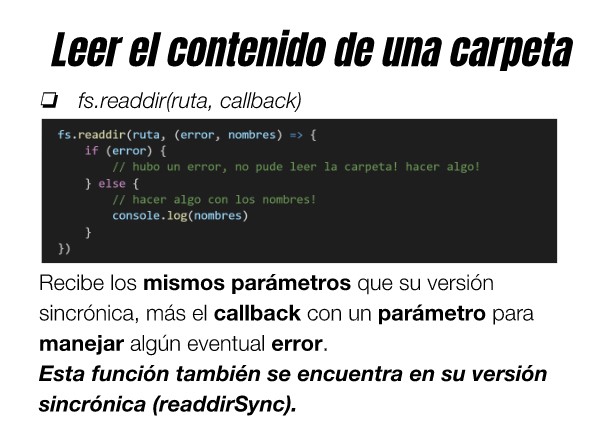 Leer el contenido de una carpeta
❏ fs.readdir(ruta, callback)
fs.readdir(ruta, (error, nombres) => {
    if (error) {
        // hubo un error, no pude leer la carpeta! hacer algo!
    } else {
        // hacer algo con los nombres!
        console.log(nombres)
    }
})
Recibe los mismos parámetros que su versión
sincrónica, más el callback con un parámetro para
manejar algún eventual error.
Esta función también se encuentra en su versión
sincrónica (readdirSync).